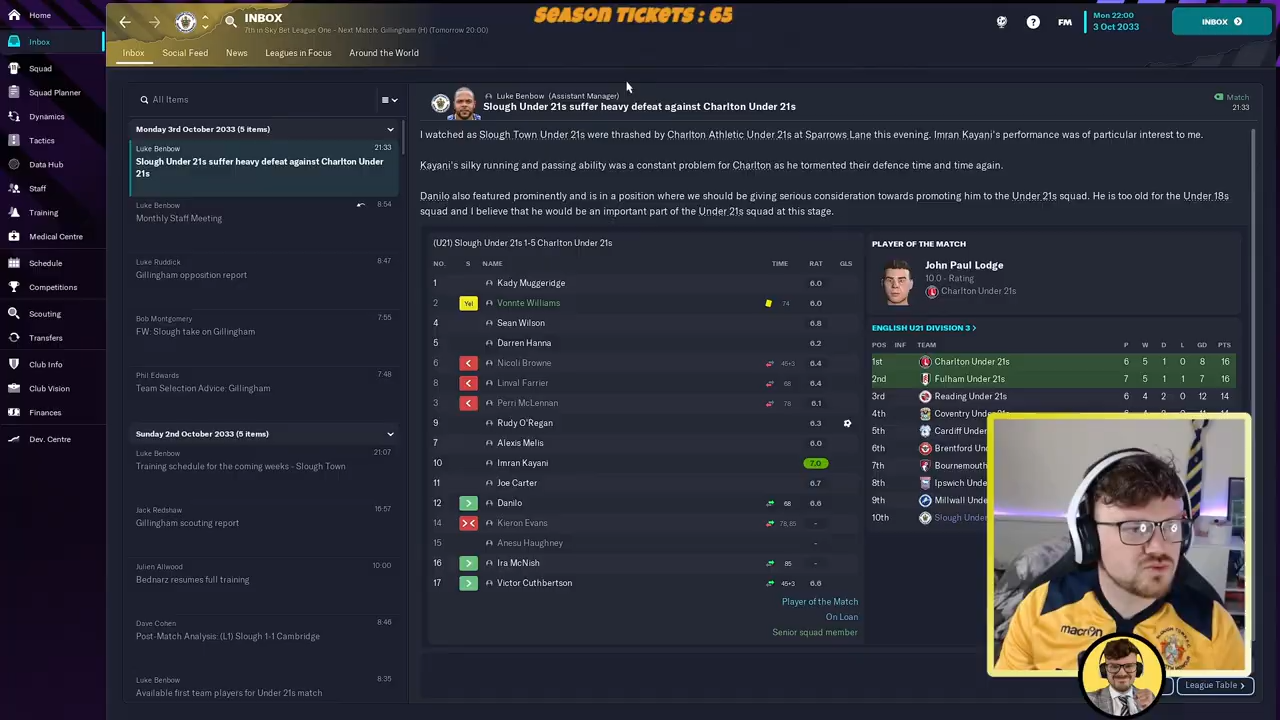 SEASON TICKETS : 65
Home
INBOX
7th in Sky Bet League One - Next Match: Gillingham (H) (Tomorrow 20:00)
FM
Mon 22:00
3 Oct 2033
INBOX
Inbox
Squad
Squad Planner
Dynamics
Tactics
Data Hub
Staff
Training
Medical Centre
Schedule
Competitions
Scouting
Transfers
Club Info
Club Vision
Finances
Dev. Centre
Inbox
Social Feed
News
Leagues in Focus
Around the World
All Items
Monday 3rd October 2033 (5 items)
Luke Benbow
21:33
Slough Under 21s suffer heavy defeat against Charlton Under
21s
Luke Benbow
8:54
Monthly Staff Meeting
Luke Ruddick
8:47
Gillingham opposition report
Bob Montgomery
7:55
FW: Slough take on Gillingham
Phil Edwards
7:48
Team Selection Advice: Gillingham
Sunday 2nd October 2033 (5 items)
Luke Benbow
21:07
Training schedule for the coming weeks - Slough Town
Jack Redshaw
16:57
Gillingham scouting report
Julien Allwood
10:00
Bednarz resumes full training
Dave Cohen
8:46
Post-Match Analysis: (L1) Slough 1-1 Cambridge
Luke Benbow
8:35
Available first team players for Under 21s match
Luke Benbow (Assistant Manager)
Slough Under 21s suffer heavy defeat against Charlton Under 21s
Match
21:33
I watched as Slough Town Under 21s were thrashed by Charlton Athletic Under 21s at Sparrows Lane this evening. Imran Kayani's performance was of particular interest to me.
Kayani's silky running and passing ability was a constant problem for Charlton as he tormented their defence time and time again.
Danilo also featured prominently and is in a position where we should be giving serious consideration towards promoting him to the Under 21s squad. He is too old for the Under 18s
squad and I believe that he would be an important part of the Under 21s squad at this stage.
(U21) Slough Under 21s 1-5 Charlton Under 21s
NO. S NAME TIME RAT GLS
1 Kady Muggeridge 6.0
2 Yel Vonnte Williams 74 6.0
4 Sean Wilson 6.8
5 Darren Hanna 6.2
6 Nicoli Browne 45+3 6.4
8 Linval Farrier 68 6.4
3 Perri McLennan 78 6.1
9 Rudy O'Regan 6.3
7 Alexis Melis 6.0
10 Imran Kayani 7.0
11 Joe Carter 6.7
12 Danilo 68 6.6
14 Kieron Evans 78,85 -
15 Anesu Haughney -
16 Ira McNish 85 -
17 Victor Cuthbertson 45+3 6.6
Player of the Match
On Loan
Senior squad member
PLAYER OF THE MATCH
John Paul Lodge
10.0 - Rating
Charlton Under 21s
ENGLISH U21 DIVISION 3 >
POS INF TEAM P W D L GD PTS
1st Charlton Under 21s 6 5 1 0 8 16
2nd Fulham Under 21s 7 5 1 1 7 16
3rd Reading Under 21s 6 4 2 0 12 14
4th Coventry Under 21s
5th Cardiff Under
6th Brentford Under
7th Bournemouth
8th Ipswich Under
9th Millwall Under
10th Slough Under
macron
League Table >